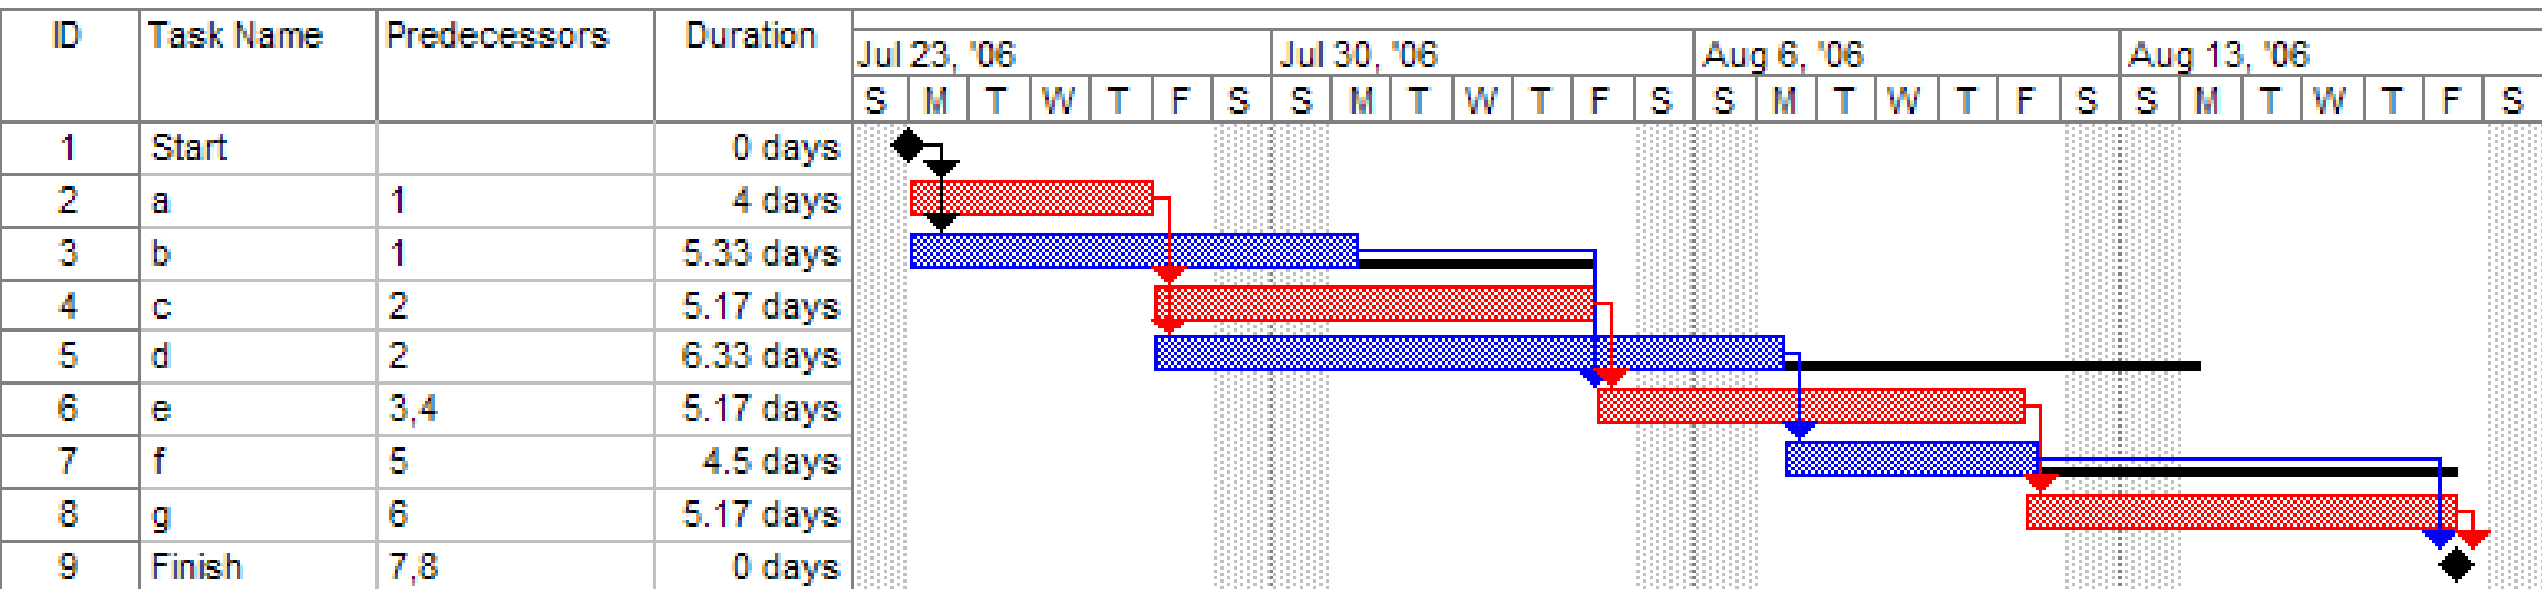 ID Task Name Predecessors Duration
Jul 23, '06 Jul 30, '06 Aug 6, '06 Aug 13, '06
S M T W T F S S M T W T F S S M T W T F S S M T W T F S
1 Start 0 days
2 a 1 4 days
3 b 1 5.33 days
4 c 2 5.17 days
5 d 2 6.33 days
6 e 3,4 5.17 days
7 f 5 4.5 days
8 g 6 5.17 days
9 Finish 7,8 0 days